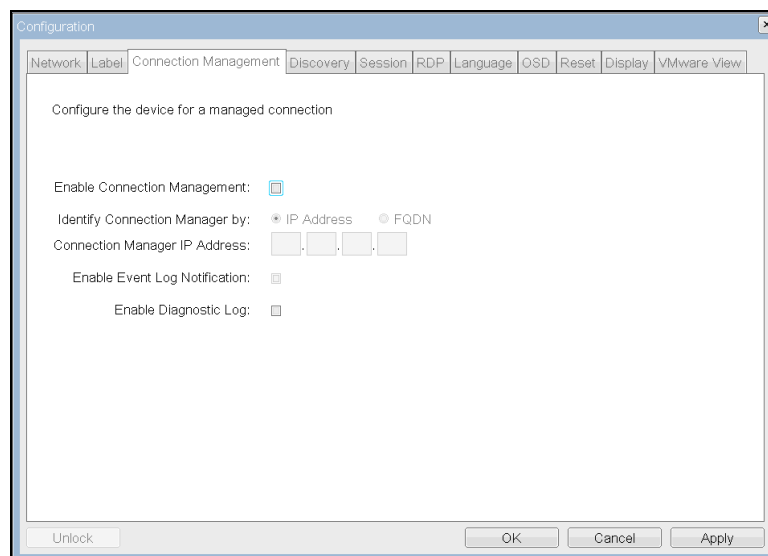 Configuration
Network Label Connection Management Discovery Session RDP Language OSD Reset Display VMware View
Configure the device for a managed connection
Enable Connection Management:
Identify Connection Manager by: IP Address FQDN
Connection Manager IP Address: . . .
Enable Event Log Notification:
Enable Diagnostic Log:
Unlock OK Cancel Apply